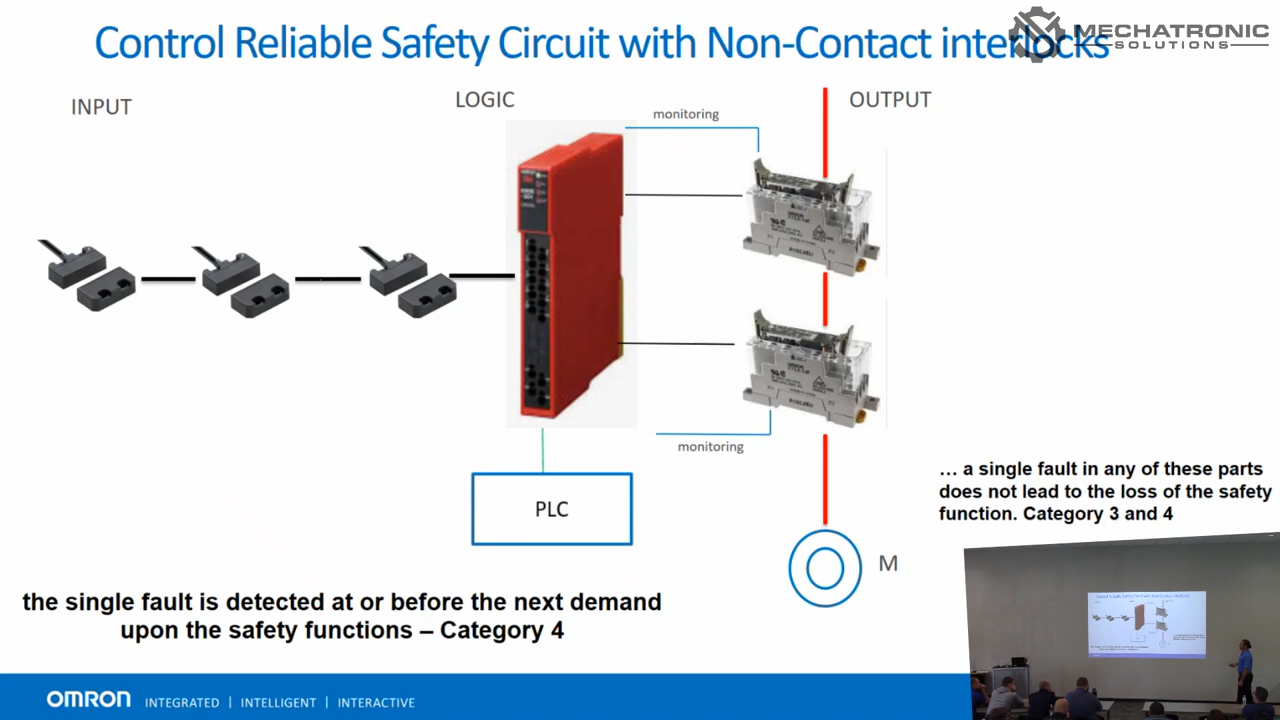 Control Reliable Safety Circuit with Non-Contact interlocks
MECHATRONIC
SOLUTIONS
INPUT
LOGIC
OUTPUT
monitoring
monitoring
PLC
M
… a single fault in any of these parts
does not lead to the loss of the safety
function. Category 3 and 4
the single fault is detected at or before the next demand
upon the safety functions – Category 4
OMRON
INTEGRATED | INTELLIGENT | INTERACTIVE